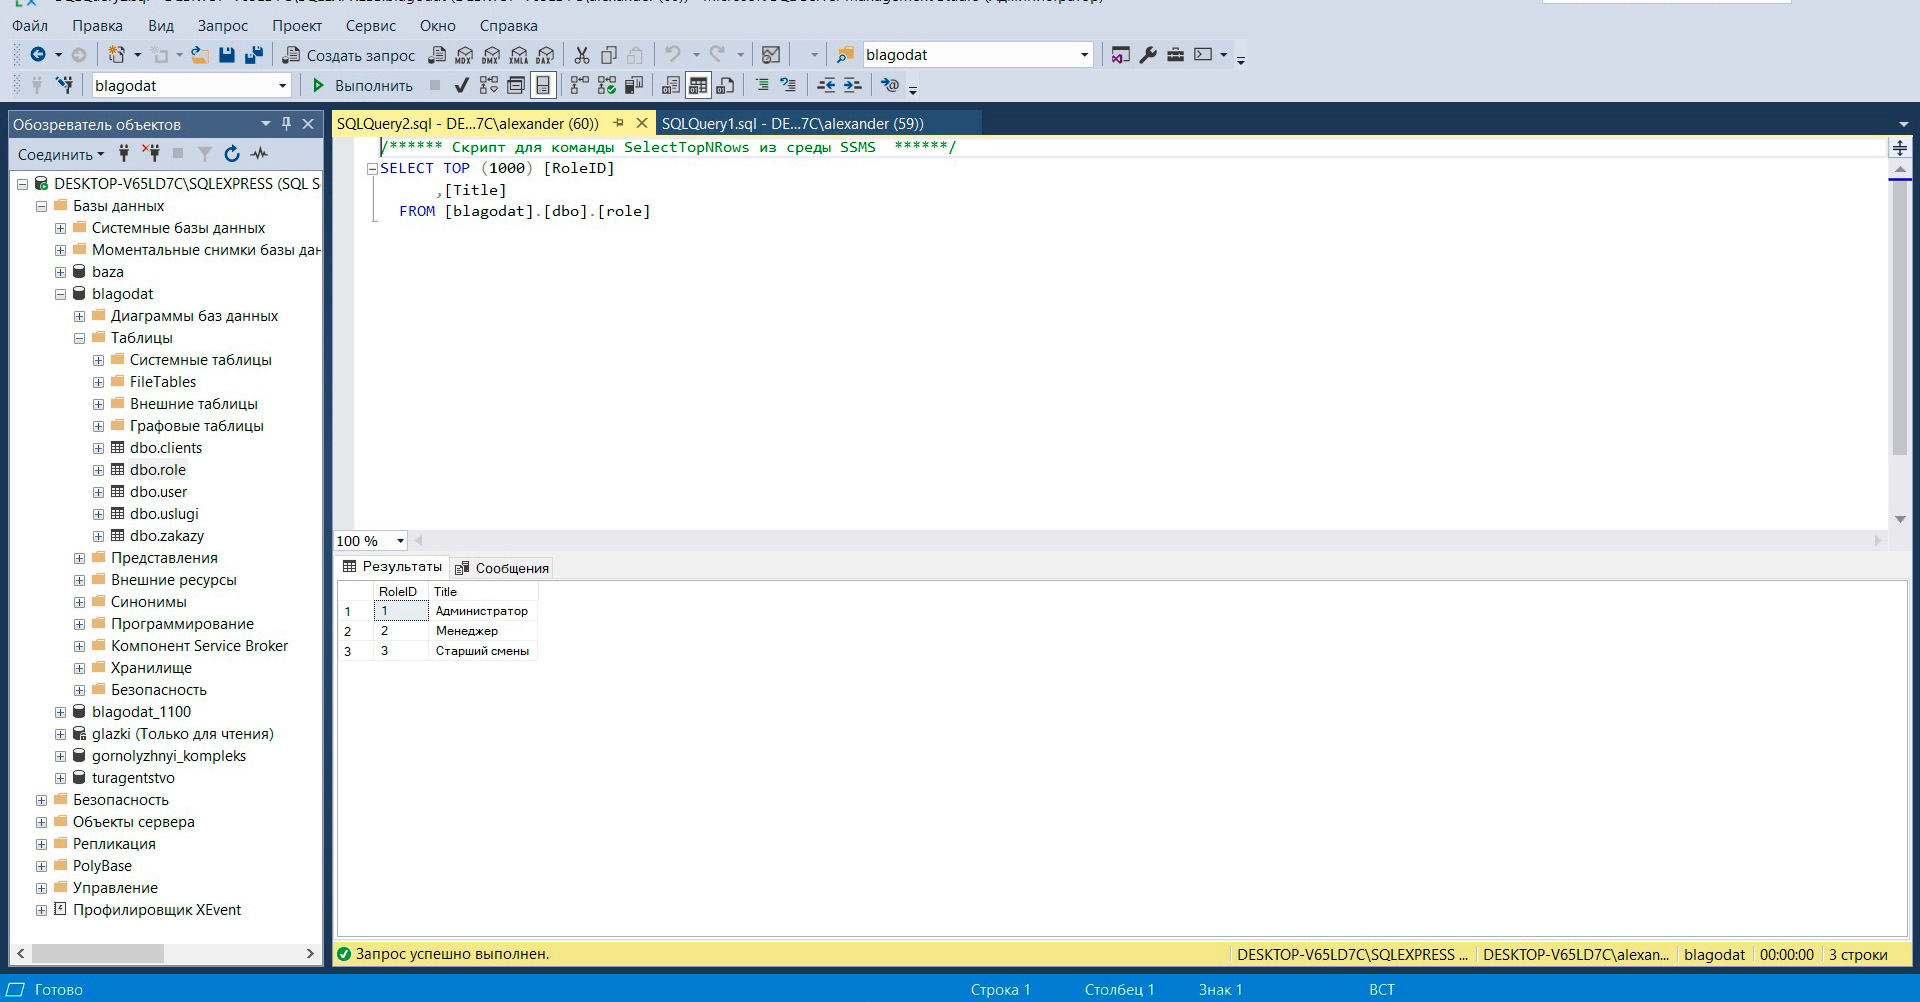 Файл Правка Вид Запрос Проект Сервис Окно Справка
Создать запрос MDX DMX XMLA DAX blagodat
blagodat Выполнить
Обозреватель объектов
Соединить
DESKTOP-V65LD7C\SQLEXPRESS (SQL S
Базы данных
Системные базы данных
Моментальные снимки базы дан
baza
blagodat
Диаграммы баз данных
Таблицы
Системные таблицы
FileTables
Внешние таблицы
Графовые таблицы
dbo.clients
dbo.role
dbo.user
dbo.uslugi
dbo.zakazy
Представления
Внешние ресурсы
Синонимы
Программирование
Компонент Service Broker
Хранилище
Безопасность
blagodat_1100
glazki (Только для чтения)
gornolyzhnyi_kompleks
turagentstvo
Безопасность
Объекты сервера
Репликация
PolyBase
Управление
Профилировщик XEvent
SQLQuery2.sql - DE...7C\alexander (60)) SQLQuery1.sql - DE...7C\alexander (59))
/****** Скрипт для команды SelectTopNRows из среды SSMS ******/
SELECT TOP (1000) [RoleID]
,[Title]
FROM [blagodat].[dbo].[role]
100 %
Результаты Сообщения
RoleID Title
1 1 Администратор
2 2 Менеджер
3 3 Старший смены
Запрос успешно выполнен. DESKTOP-V65LD7C\SQLEXPRESS ... DESKTOP-V65LD7C\alexan... blagodat 00:00:00 3 строки
Готово Строка 1 Столбец 1 Знак 1 ВСТ